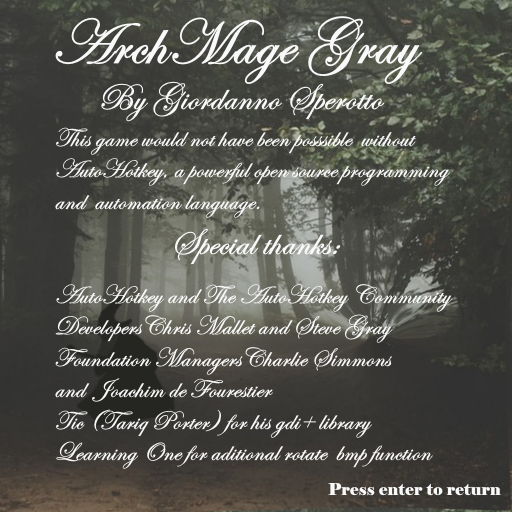 ArchMage Gray
By Giordanno Sperotto
This game would not have been posssible without
AutoHotkey, a powerful open source programming
and automation language.
Special thanks:
AutoHotkey and The AutoHotkey Community
Developers Chris Mallet and Steve Gray
Foundation Managers Charlie Simmons
and Joachim de Fourestier
Tic (Tariq Porter) for his gdi+ library
Learning One for aditional rotate bmp function
Press enter to return